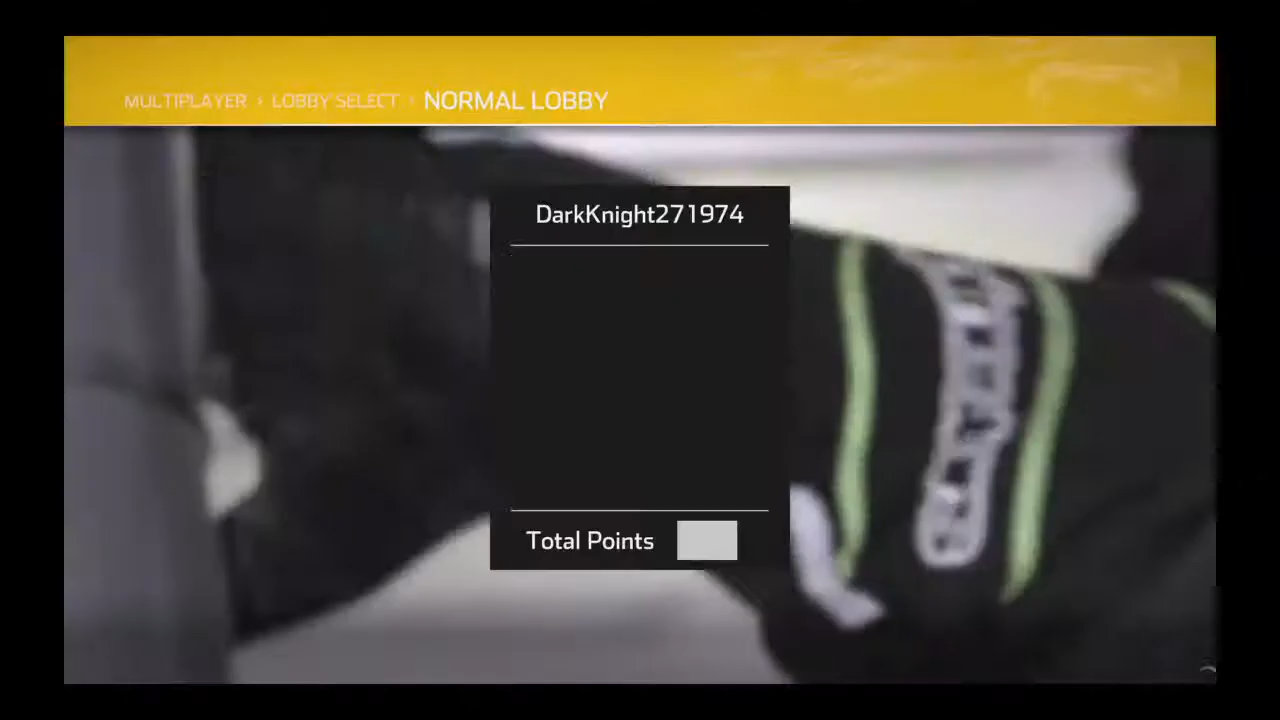 MULTIPLAYER › LOBBY SELECT › NORMAL LOBBY
DarkKnight271974
Total Points